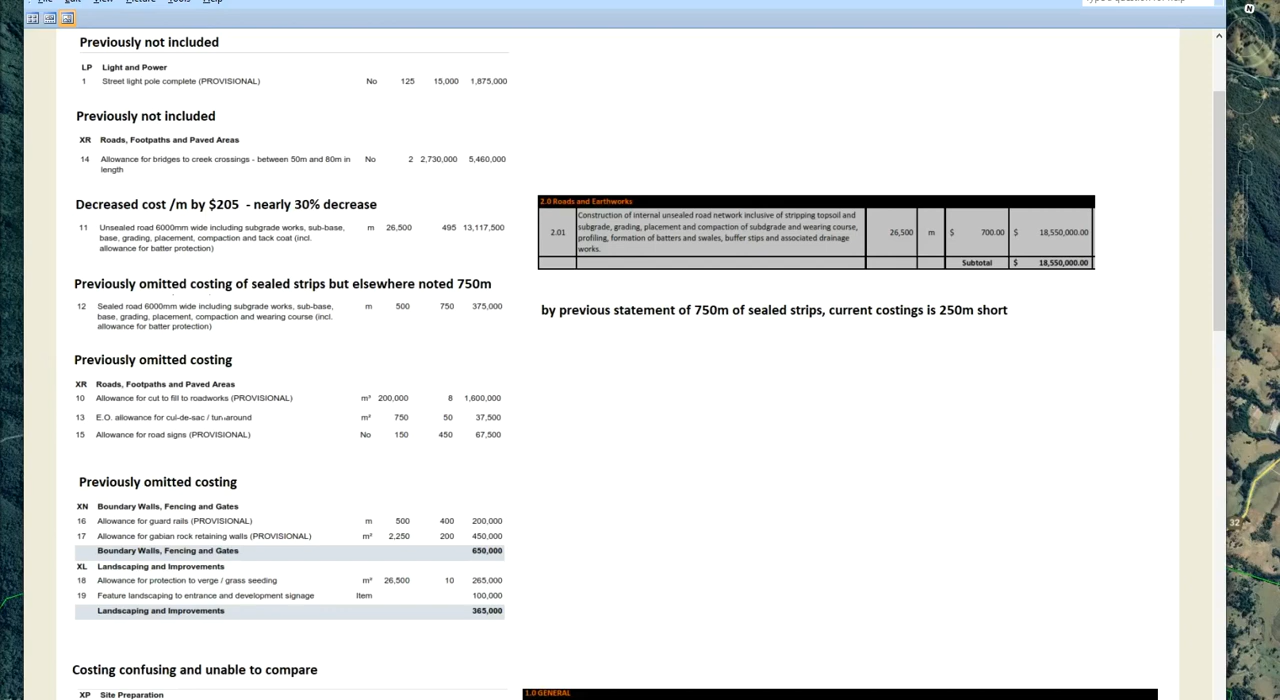 File Edit View Picture Tools Help
Type a question for help
N
Previously not included
LP Light and Power
1 Street light pole complete (PROVISIONAL) No 125 15,000 1,875,000
Previously not included
XR Roads, Footpaths and Paved Areas
14 Allowance for bridges to creek crossings - between 50m and 80m in No 2 2,730,000 5,460,000
length
Decreased cost /m by $205 - nearly 30% decrease
11 Unsealed road 6000mm wide including subgrade works, sub-base, m 26,500 495 13,117,500
base, grading, placement, compaction and tack coat (incl.
allowance for batter protection)
2.0 Roads and Earthworks
Construction of internal unsealed road network inclusive of stripping topsoil and
subgrade, grading, placement and compaction of subdgrade and wearing course,
2.01 profiling, formation of batters and swales, buffer stips and associated drainage 26,500 m $ 700.00 $ 18,550,000.00
works.
Subtotal $ 18,550,000.00
Previously omitted costing of sealed strips but elsewhere noted 750m
12 Sealed road 6000mm wide including subgrade works, sub-base, m 500 750 375,000
base, grading, placement, compaction and wearing course (incl.
allowance for batter protection)
by previous statement of 750m of sealed strips, current costings is 250m short
Previously omitted costing
XR Roads, Footpaths and Paved Areas
10 Allowance for cut to fill to roadworks (PROVISIONAL) m³ 200,000 8 1,600,000
13 E.O. allowance for cul-de-sac / turn around m² 750 50 37,500
15 Allowance for road signs (PROVISIONAL) No 150 450 67,500
Previously omitted costing
XN Boundary Walls, Fencing and Gates
16 Allowance for guard rails (PROVISIONAL) m 500 400 200,000
17 Allowance for gabian rock retaining walls (PROVISIONAL) m² 2,250 200 450,000
Boundary Walls, Fencing and Gates 650,000
XL Landscaping and Improvements
18 Allowance for protection to verge / grass seeding m² 26,500 10 265,000
19 Feature landscaping to entrance and development signage Item 100,000
Landscaping and Improvements 365,000
32
Costing confusing and unable to compare
XP Site Preparation
1.0 GENERAL